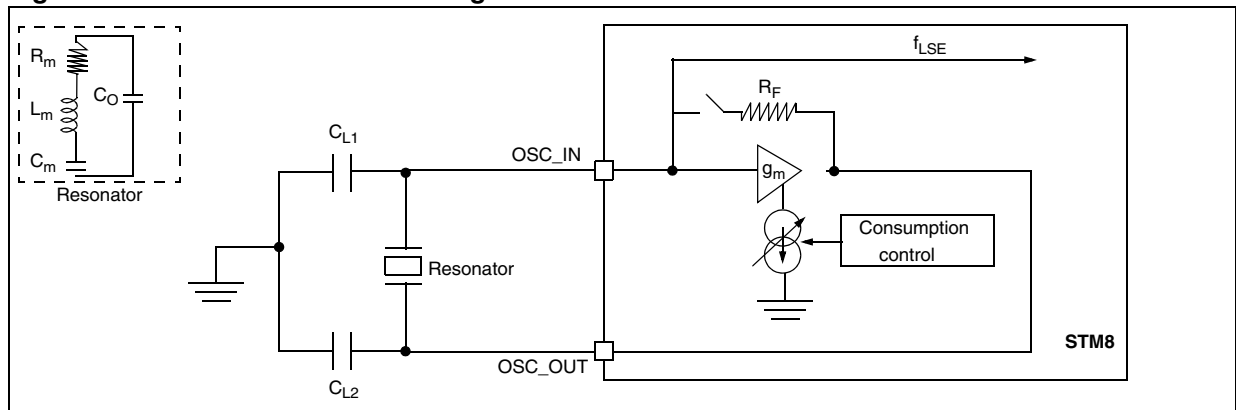 R_m
L_m
C_O
C_m
Resonator
C_L1
C_L2
Resonator
OSC_IN
OSC_OUT
f_LSE
R_F
g_m
Consumption
control
STM8